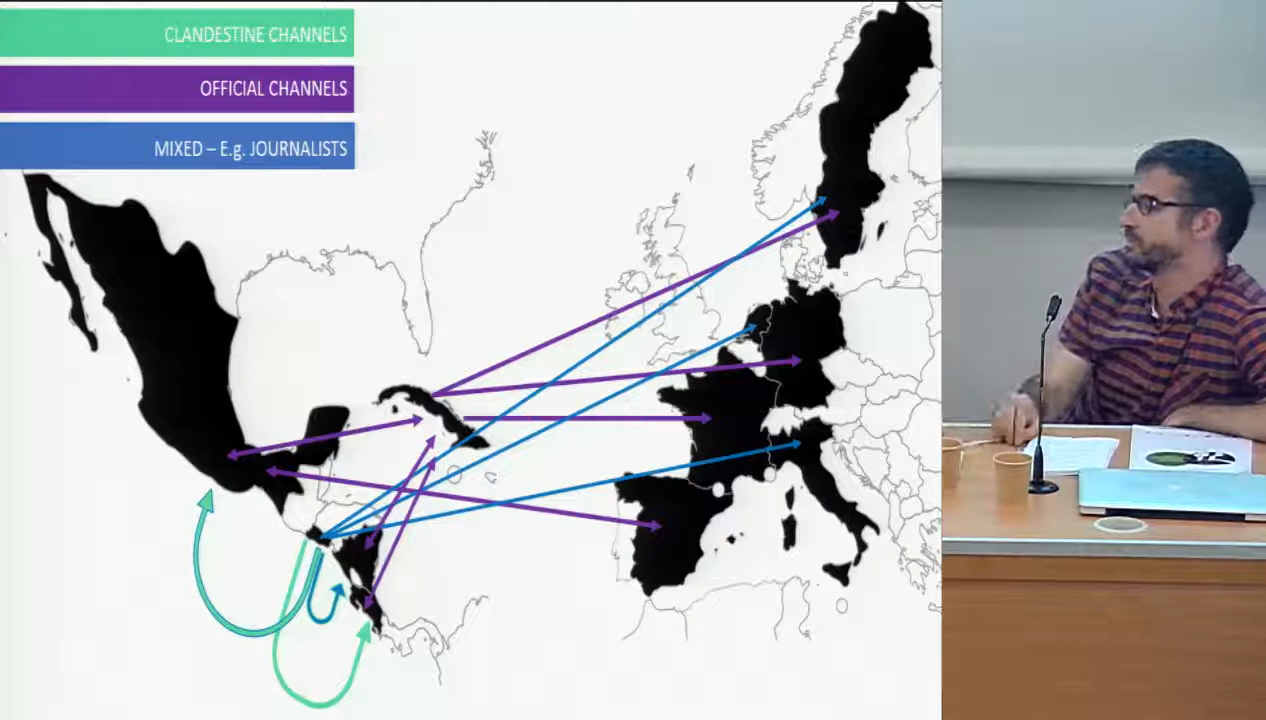 CLANDESTINE CHANNELS
OFFICIAL CHANNELS
MIXED – E.g. JOURNALISTS